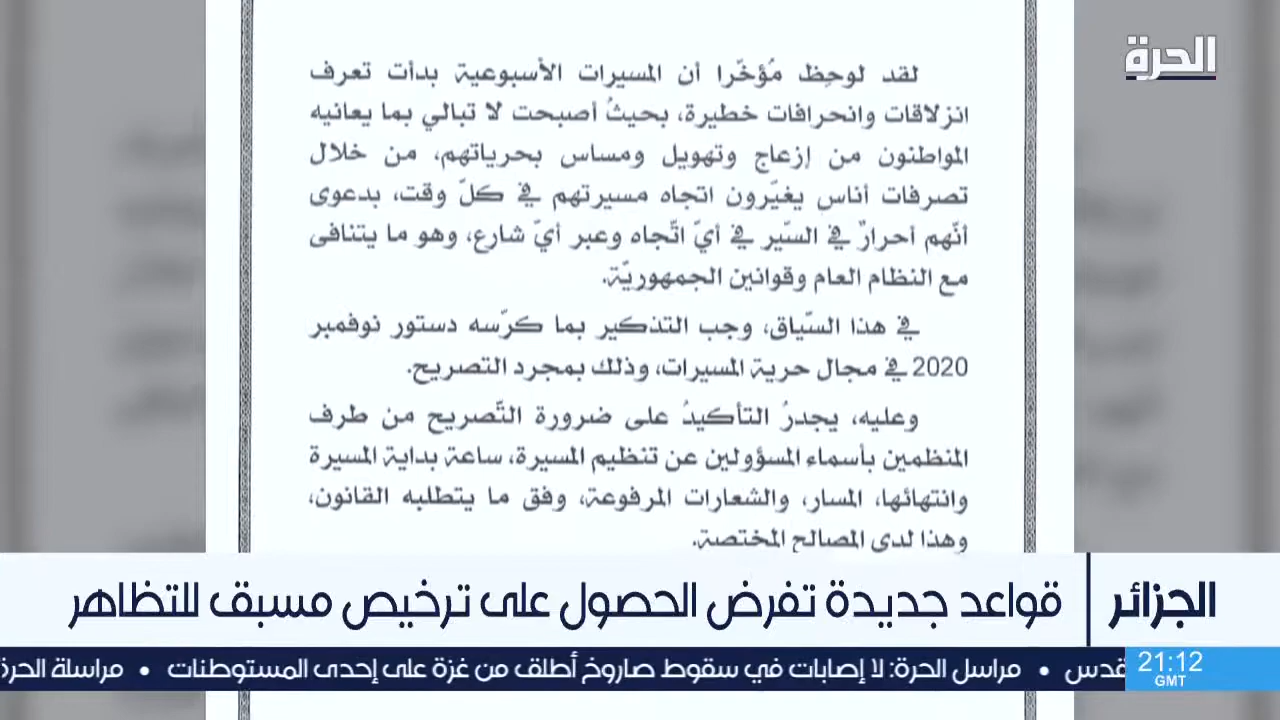 الحرة
لقد لوحِظ مُؤخّرا أن المسيرات الأسبوعية بدأت تعرف
انزلاقات وانحرافات خطيرة، بحيثُ أصبحت لا تبالي بما يعانيه
المواطنون من إزعاج وتهويل ومساس بحرياتهم، من خلال
تصرفات أناس يغيّرون اتجاه مسيرتهم في كلّ وقت، بدعوى
أنّهم أحرارٌ في السّير في أيّ اتّجاه وعبر أيّ شارع، وهو ما يتنافى
مع النظام العام وقوانين الجمهوريّة.
في هذا السّياق، وجب التذكير بما كرّسه دستور نوفمبر
2020 في مجال حرية المسيرات، وذلك بمجرد التصريح.
وعليه، يجدرُ التأكيدُ على ضرورة التّصريح من طرف
المنظمين بأسماء المسؤولين عن تنظيم المسيرة، ساعة بداية المسيرة
وانتهائها، المسار، والشعارات المرفوعة، وفق ما يتطلبه القانون،
وهذا لدى المصالح المختصة.
الجزائر
قواعد جديدة تفرض الحصول على ترخيص مسبق للتظاهر
21:12
GMT
قدس • مراسل الحرة: لا إصابات في سقوط صاروخ أطلق من غزة على إحدى المستوطنات • مراسلة الحرة